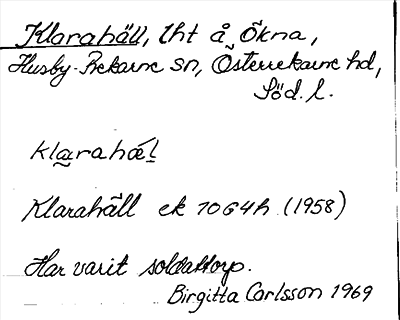 Klarahäll, lht å Ökna,
Husby-Rekarne sn, Österrekarne hd,
Söd. l.
klarahæl
Klarahäll ek 10G4h (1958)
Har varit soldattorp.
Birgitta Carlsson 1969